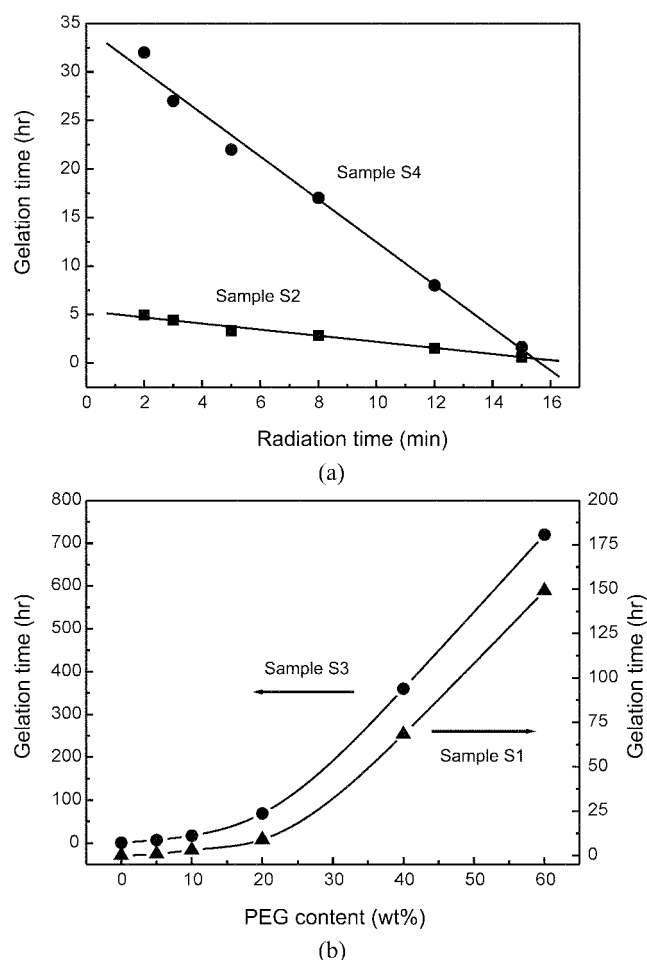 35
30
25
20
15
10
5
0
Gelation time (hr)
Sample S4
Sample S2
0 2 4 6 8 10 12 14 16
Radiation time (min)
(a)
800
700
600
500
400
300
200
100
0
Gelation time (hr)
Sample S3
Sample S1
200
175
150
125
100
75
50
25
0
Gelation time (hr)
0 10 20 30 40 50 60
PEG content (wt%)
(b)